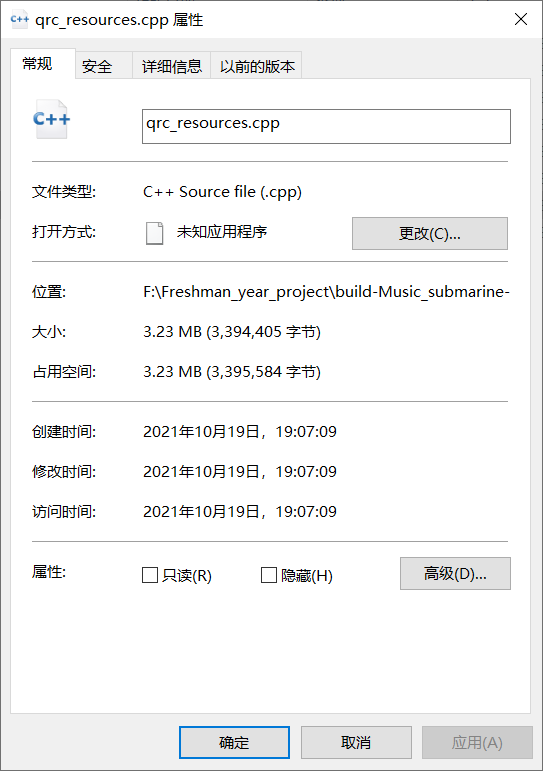 qrc_resources.cpp 属性
常规
安全
详细信息
以前的版本
C++
qrc_resources.cpp
文件类型: C++ Source file (.cpp)
打开方式: 未知应用程序 更改(C)...
位置: F:\Freshman_year_project\build-Music_submarine-
大小: 3.23 MB (3,394,405 字节)
占用空间: 3.23 MB (3,395,584 字节)
创建时间: 2021年10月19日，19:07:09
修改时间: 2021年10月19日，19:07:09
访问时间: 2021年10月19日，19:07:09
属性: 只读(R) 隐藏(H) 高级(D)...
确定 取消 应用(A)